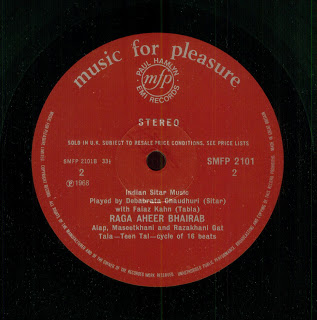 music for pleasure
PAUL HAMLYN
mfp
EMI RECORDS
STEREO
SOLD IN U.K. SUBJECT TO RESALE PRICE CONDITIONS, SEE PRICE LISTS
SMFP 2101B 33⅓
SMFP 2101
2
2
℗1968
Indian Sitar Music
Played by Debabrata Chaudhuri (Sitar)
with Faiaz Kahn (Tabla)
RAGA AHEER BHAIRAB
Alap, Maseetkhani and Razakhani Gat
Tala—Teen Tal—cycle of 16 beats